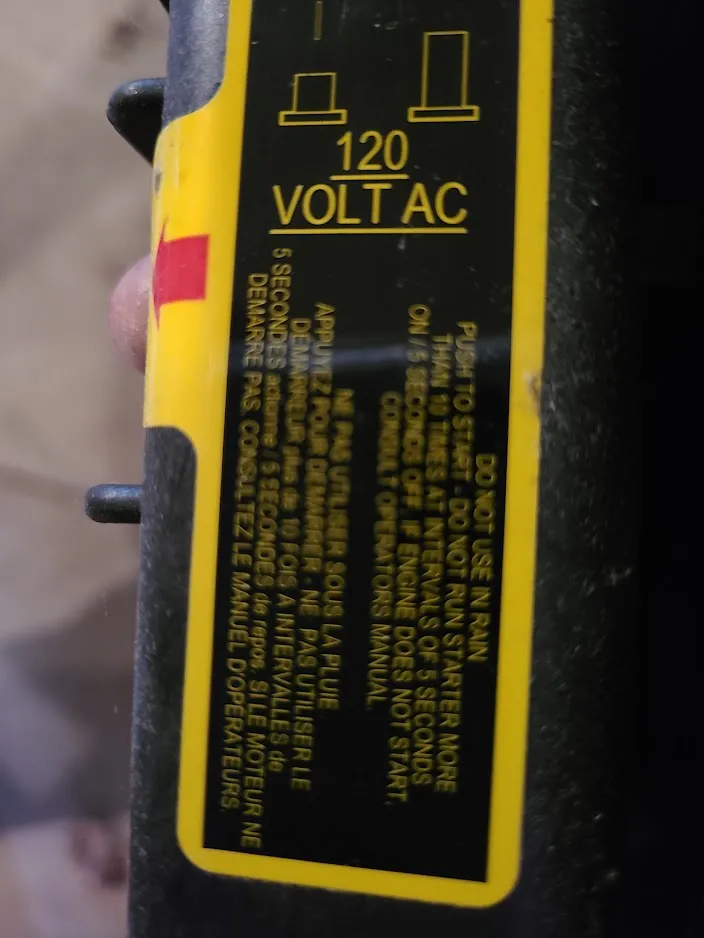 120
VOLT AC
DO NOT USE IN RAIN
PUSH TO START - DO NOT RUN STARTER MORE
THAN 10 TIMES AT INTERVALS OF 5 SECONDS
ON / 5 SECONDS OFF. IF ENGINE DOES NOT START,
CONSULT OPERATORS MANUAL.
NE PAS UTILISER SOUS LA PLUIE.
APPUYEZ POUR DEMARRER - NE PAS UTILISER LE
DEMARREUR plus de 10 FOIS A INTERVALLES de
5 SECONDES actionne / 5 SECONDES de repos. SI LE MOTEUR NE
DEMARRE PAS, CONSULTEZ LE MANUEL D'OPERATEURS.